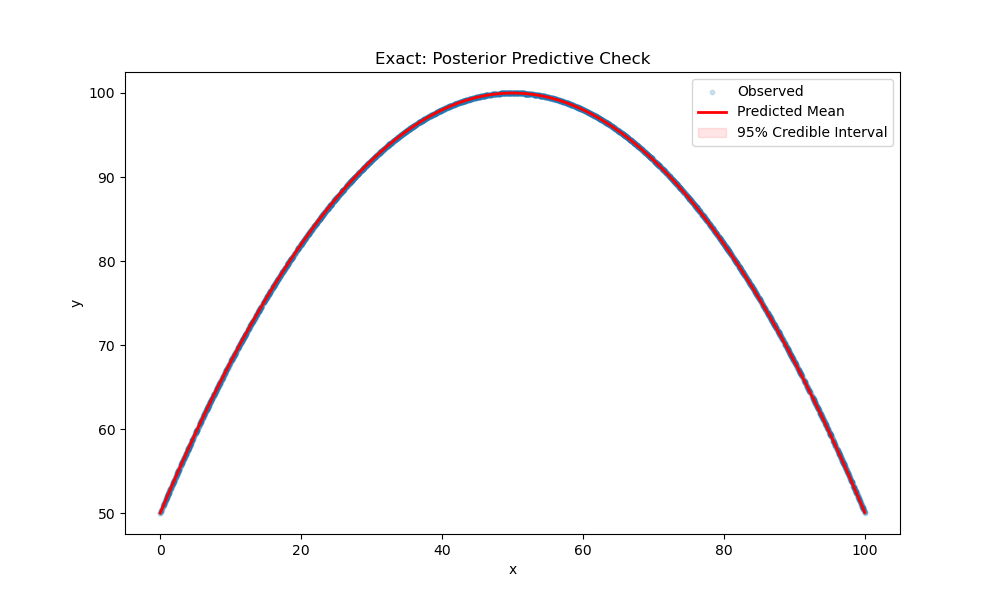 Exact: Posterior Predictive Check
Observed
Predicted Mean
95% Credible Interval
100
90
80
70
60
50
y
0 20 40 60 80 100
x